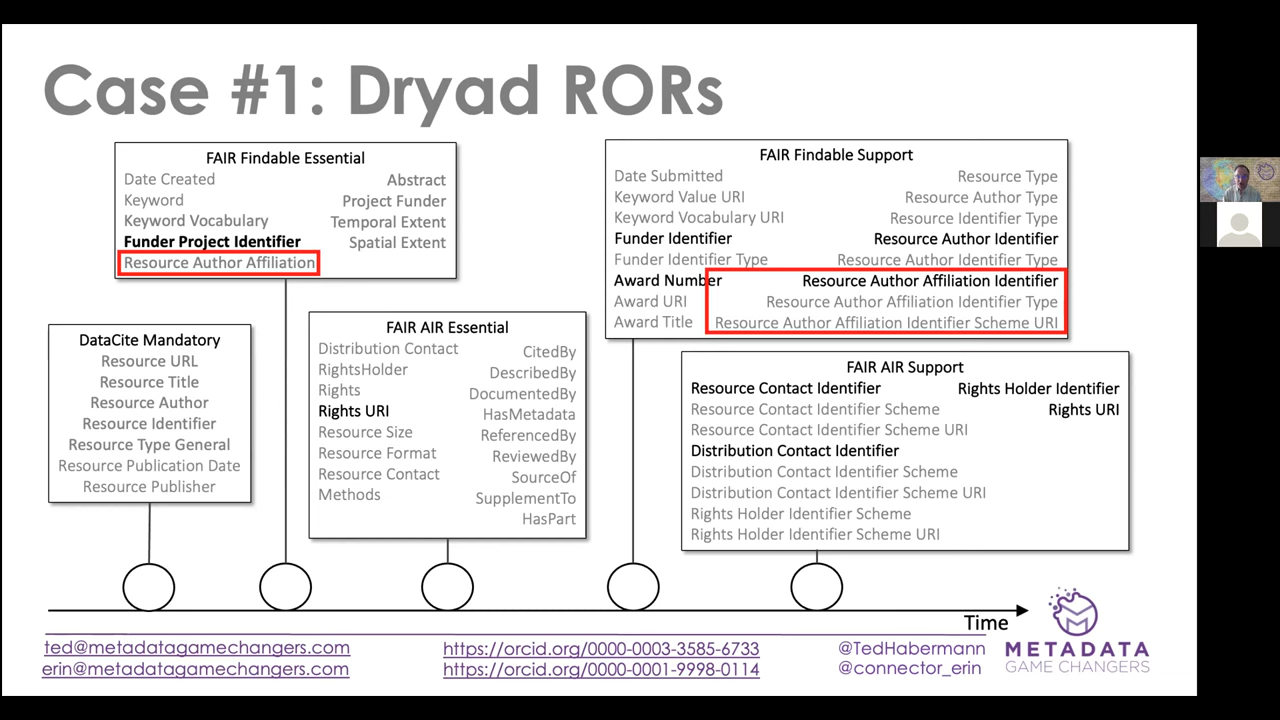 Case #1: Dryad RORs
FAIR Findable Essential
Date Created
Keyword
Keyword Vocabulary
Funder Project Identifier
Resource Author Affiliation
Abstract
Project Funder
Temporal Extent
Spatial Extent
FAIR Findable Support
Date Submitted
Keyword Value URI
Keyword Vocabulary URI
Funder Identifier
Funder Identifier Type
Award Number
Award URI
Award Title
Resource Type
Resource Author Type
Resource Identifier Type
Resource Author Identifier
Resource Author Identifier Type
Resource Author Affiliation Identifier
Resource Author Affiliation Identifier Type
Resource Author Affiliation Identifier Scheme URI
DataCite Mandatory
Resource URL
Resource Title
Resource Author
Resource Identifier
Resource Type General
Resource Publication Date
Resource Publisher
FAIR AIR Essential
Distribution Contact
RightsHolder
Rights
Rights URI
Resource Size
Resource Format
Resource Contact
Methods
CitedBy
DescribedBy
DocumentedBy
HasMetadata
ReferencedBy
ReviewedBy
SourceOf
SupplementTo
HasPart
FAIR AIR Support
Resource Contact Identifier
Resource Contact Identifier Scheme
Resource Contact Identifier Scheme URI
Distribution Contact Identifier
Distribution Contact Identifier Scheme
Distribution Contact Identifier Scheme URI
Rights Holder Identifier Scheme
Rights Holder Identifier Scheme URI
Rights Holder Identifier
Rights URI
Time
ted@metadatagamechangers.com
erin@metadatagamechangers.com
https://orcid.org/0000-0003-3585-6733
https://orcid.org/0000-0001-9998-0114
@TedHabermann
@connector_erin
METADATA
GAME CHANGERS